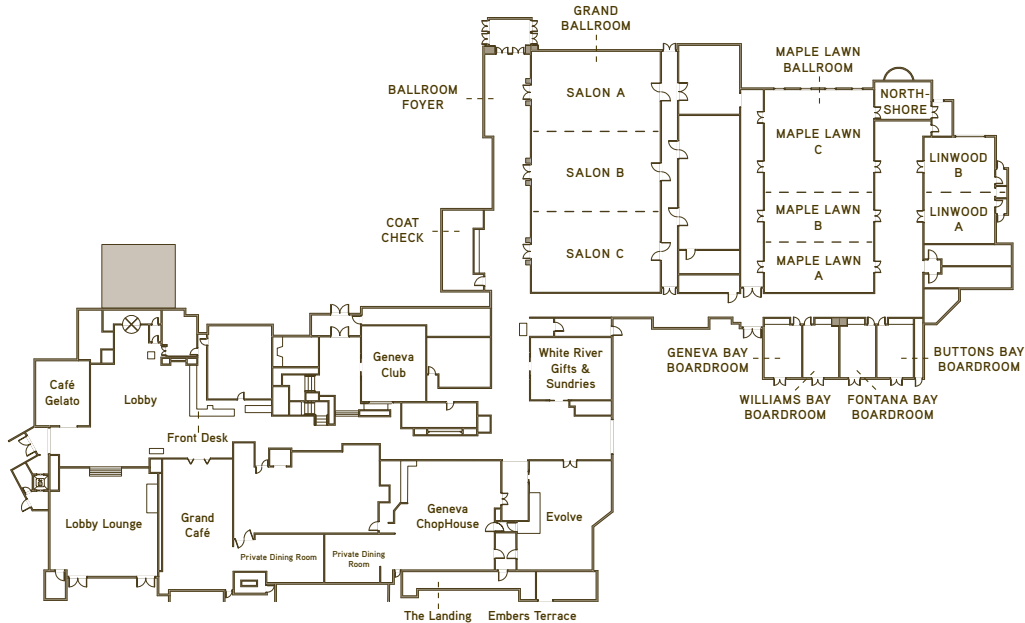 GRAND
BALLROOM
MAPLE LAWN
BALLROOM
BALLROOM
FOYER
SALON A
NORTH-
SHORE
MAPLE LAWN
C
LINWOOD
B
SALON B
MAPLE LAWN
B
LINWOOD
A
COAT
CHECK
SALON C
MAPLE LAWN
A
Geneva
Club
White River
Gifts &
Sundries
GENEVA BAY
BOARDROOM
BUTTONS BAY
BOARDROOM
Café
Gelato
Lobby
WILLIAMS BAY
BOARDROOM
FONTANA BAY
BOARDROOM
Front Desk
Lobby Lounge
Grand
Café
Geneva
ChopHouse
Evolve
Private Dining Room
Private Dining
Room
The Landing
Embers Terrace